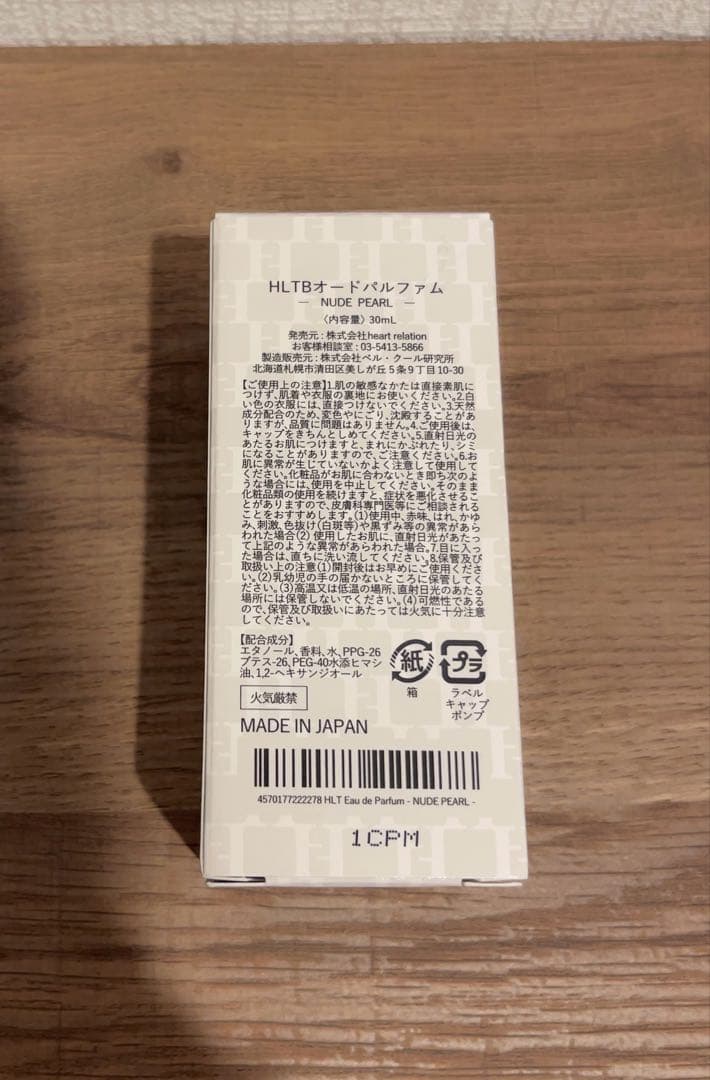 HLTBオードパルファム
— NUDE PEARL —
〈内容量〉30mL
発売元:株式会社heart relation
お客様相談室:03-5413-5866
製造販売元:株式会社ベル・クール研究所
北海道札幌市清田区美しが丘5条9丁目10-30
【ご使用上の注意】1.肌の敏感なかたは直接素肌に
つけず、肌着や衣服の裏地にお使いください。2.白
い色の衣服には、直接つけないでください。3.天然
成分配合のため、変色やにごり、沈殿することがあ
りますが、品質に問題はありません。4.ご使用後は、
キャップをきちんとしめてください。5.直射日光の
あたるお肌につけますと、まれにかぶれたり、シミ
になることがありますので、ご注意ください。6.お
肌に異常が生じていないかよく注意して使用して
ください。化粧品がお肌に合わないとき即ち次のよ
うな場合には、使用を中止してください。そのまま
化粧品類の使用を続けますと、症状を悪化させるこ
とがありますので、皮膚科専門医等にご相談される
ことをおすすめします。(1)使用中、赤味、はれ、かゆ
み、刺激、色抜け(白斑等)や黒ずみ等の異常があら
われた場合(2)使用したお肌に、直射日光があたっ
て上記のような異常があらわれた場合。7.目に入っ
た場合は、直ちに洗い流してください。8.保管及び
取扱い上の注意(1)開封後はお早めにご使用くださ
い。(2)乳幼児の手の届かないところに保管してく
ださい。(3)高温又は低温の場所、直射日光のあたる
場所には保管しないでください。(4)可燃性である
ので、保管及び取扱いにあたっては火気に十分注意
してください。
【配合成分】
エタノール、香料、水、PPG-26
ブテス-26、PEG-40水添ヒマシ
油、1,2-ヘキサンジオール
紙
箱
プラ
ラベル
キャップ
ポンプ
火気厳禁
MADE IN JAPAN
4570177222278 HLT Eau de Parfum - NUDE PEARL -
1CPM